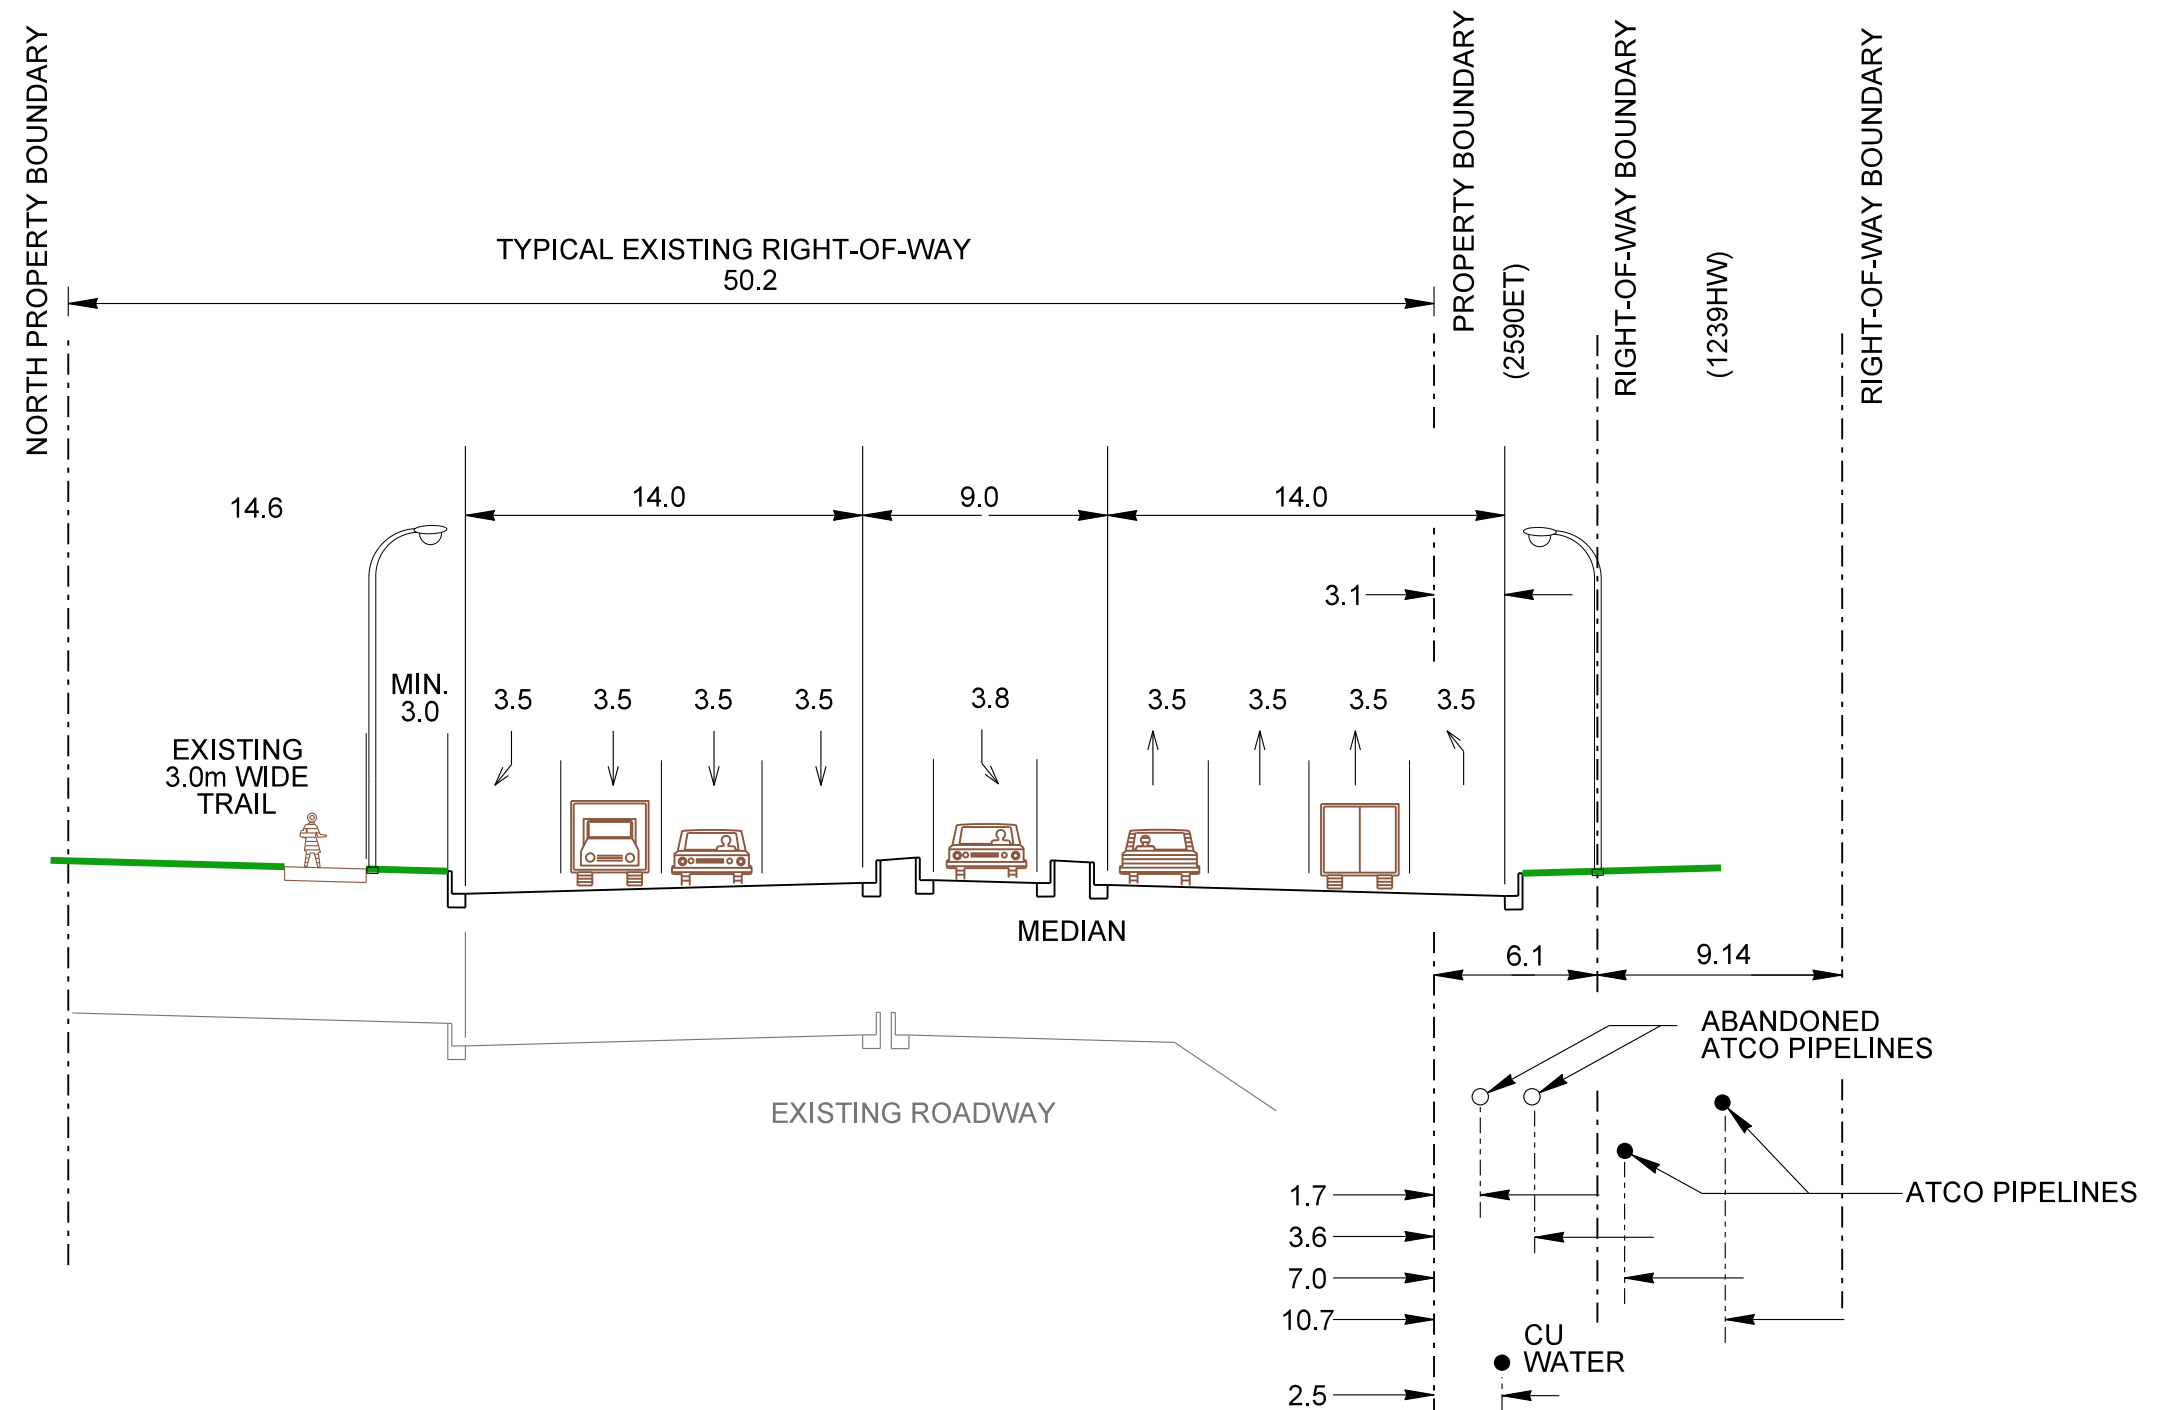 NORTH PROPERTY BOUNDARY
PROPERTY BOUNDARY
(2590ET)
RIGHT-OF-WAY BOUNDARY
(1239HW)
RIGHT-OF-WAY BOUNDARY
TYPICAL EXISTING RIGHT-OF-WAY
50.2
14.6
14.0
9.0
14.0
3.1
MIN.
3.0
3.5
3.5
3.5
3.5
3.8
3.5
3.5
3.5
3.5
EXISTING
3.0m WIDE
TRAIL
MEDIAN
6.1
9.14
ABANDONED
ATCO PIPELINES
EXISTING ROADWAY
1.7
ATCO PIPELINES
3.6
7.0
10.7
CU
WATER
2.5